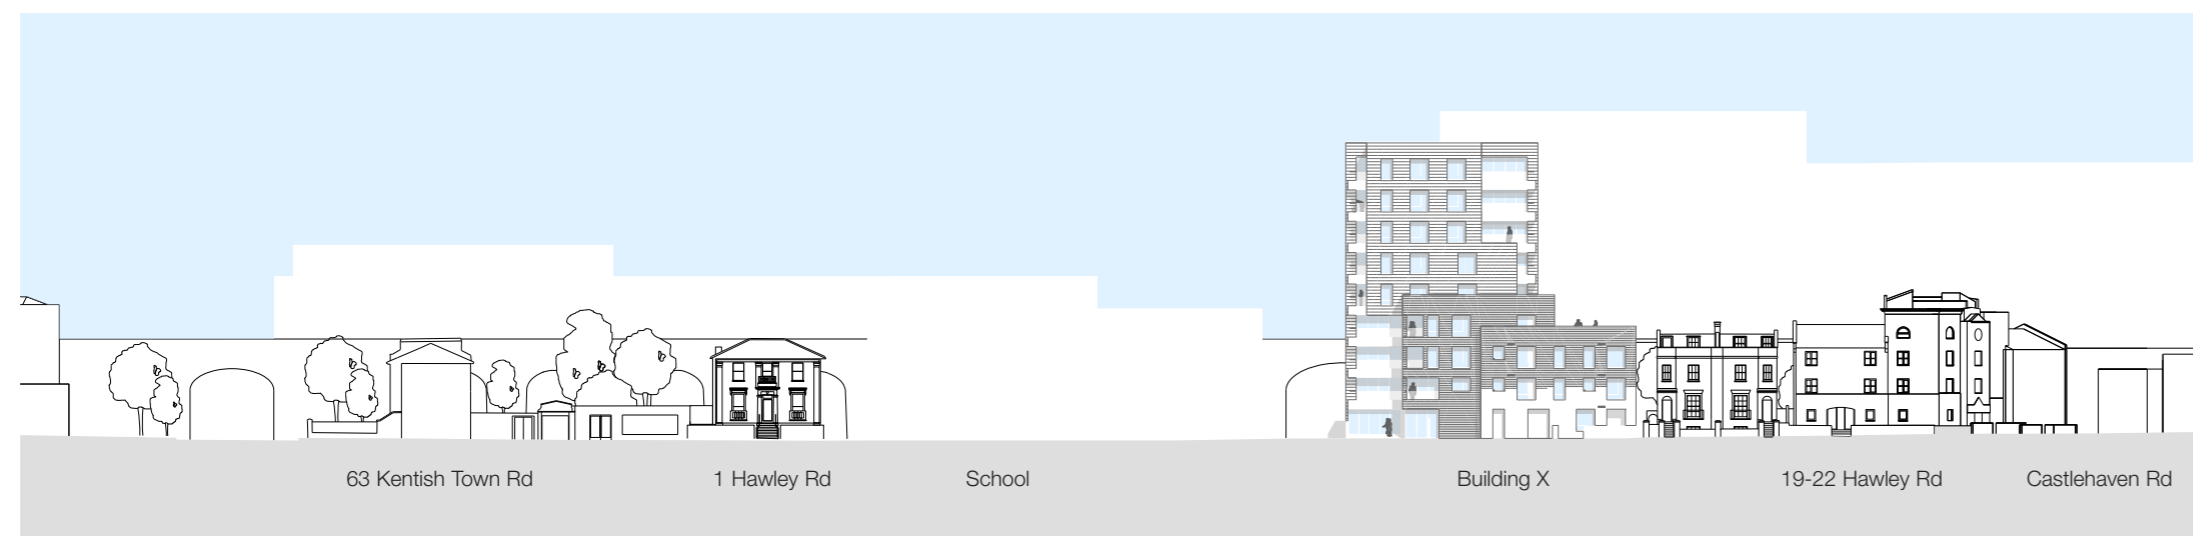 63 Kentish Town Rd
1 Hawley Rd
School
Building X
19-22 Hawley Rd
Castlehaven Rd